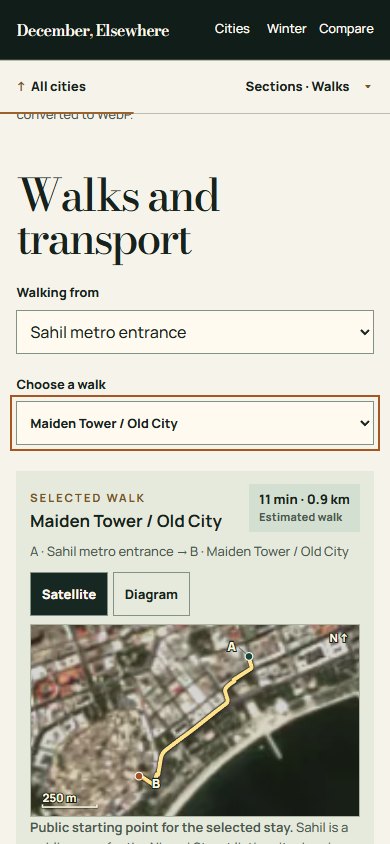 December, Elsewhere
Cities Winter Compare
↑ All cities
Sections · Walks
converted to WebP.
Walks and
transport
Walking from
Sahil metro entrance
Choose a walk
Maiden Tower / Old City
SELECTED WALK
11 min · 0.9 km
Estimated walk
Maiden Tower / Old City
A · Sahil metro entrance → B · Maiden Tower / Old City
Satellite
Diagram
N↑
A
B
250 m
Public starting point for the selected stay. Sahil is a